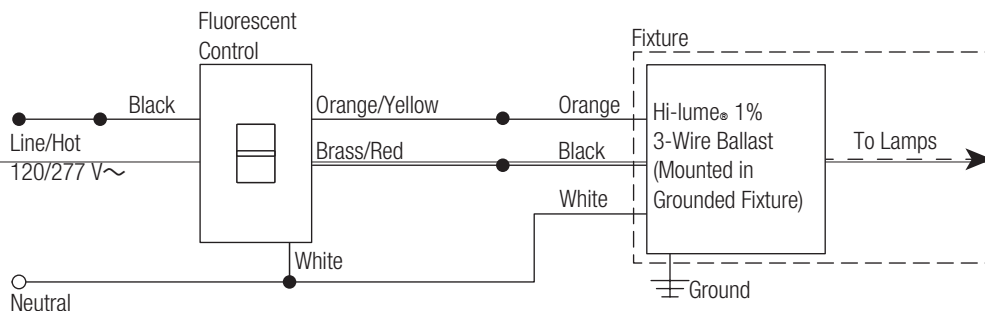 Fluorescent
Control
Fixture
Black
Orange/Yellow
Orange
Hi-lume® 1%
3-Wire Ballast
(Mounted in
Grounded Fixture)
To Lamps
Line/Hot
120/277 V～
Brass/Red
Black
White
White
Neutral
Ground